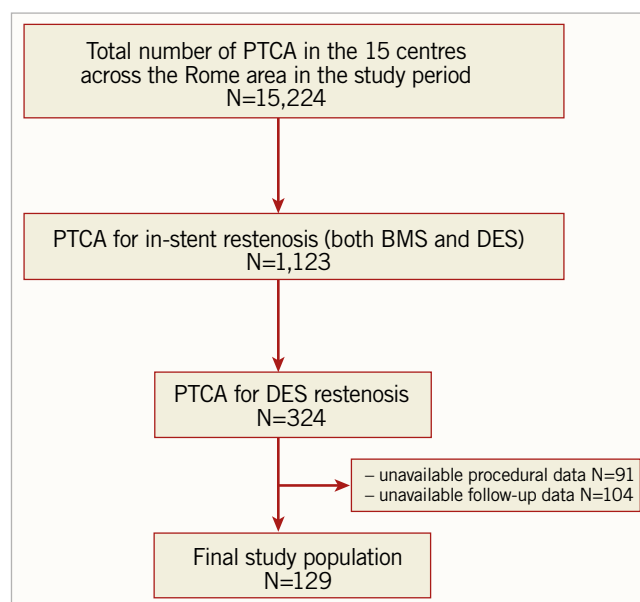 Total number of PTCA in the 15 centres
across the Rome area in the study period
N=15,224
PTCA for in-stent restenosis (both BMS and DES)
N=1,123
PTCA for DES restenosis
N=324
– unavailable procedural data N=91
– unavailable follow-up data N=104
Final study population
N=129